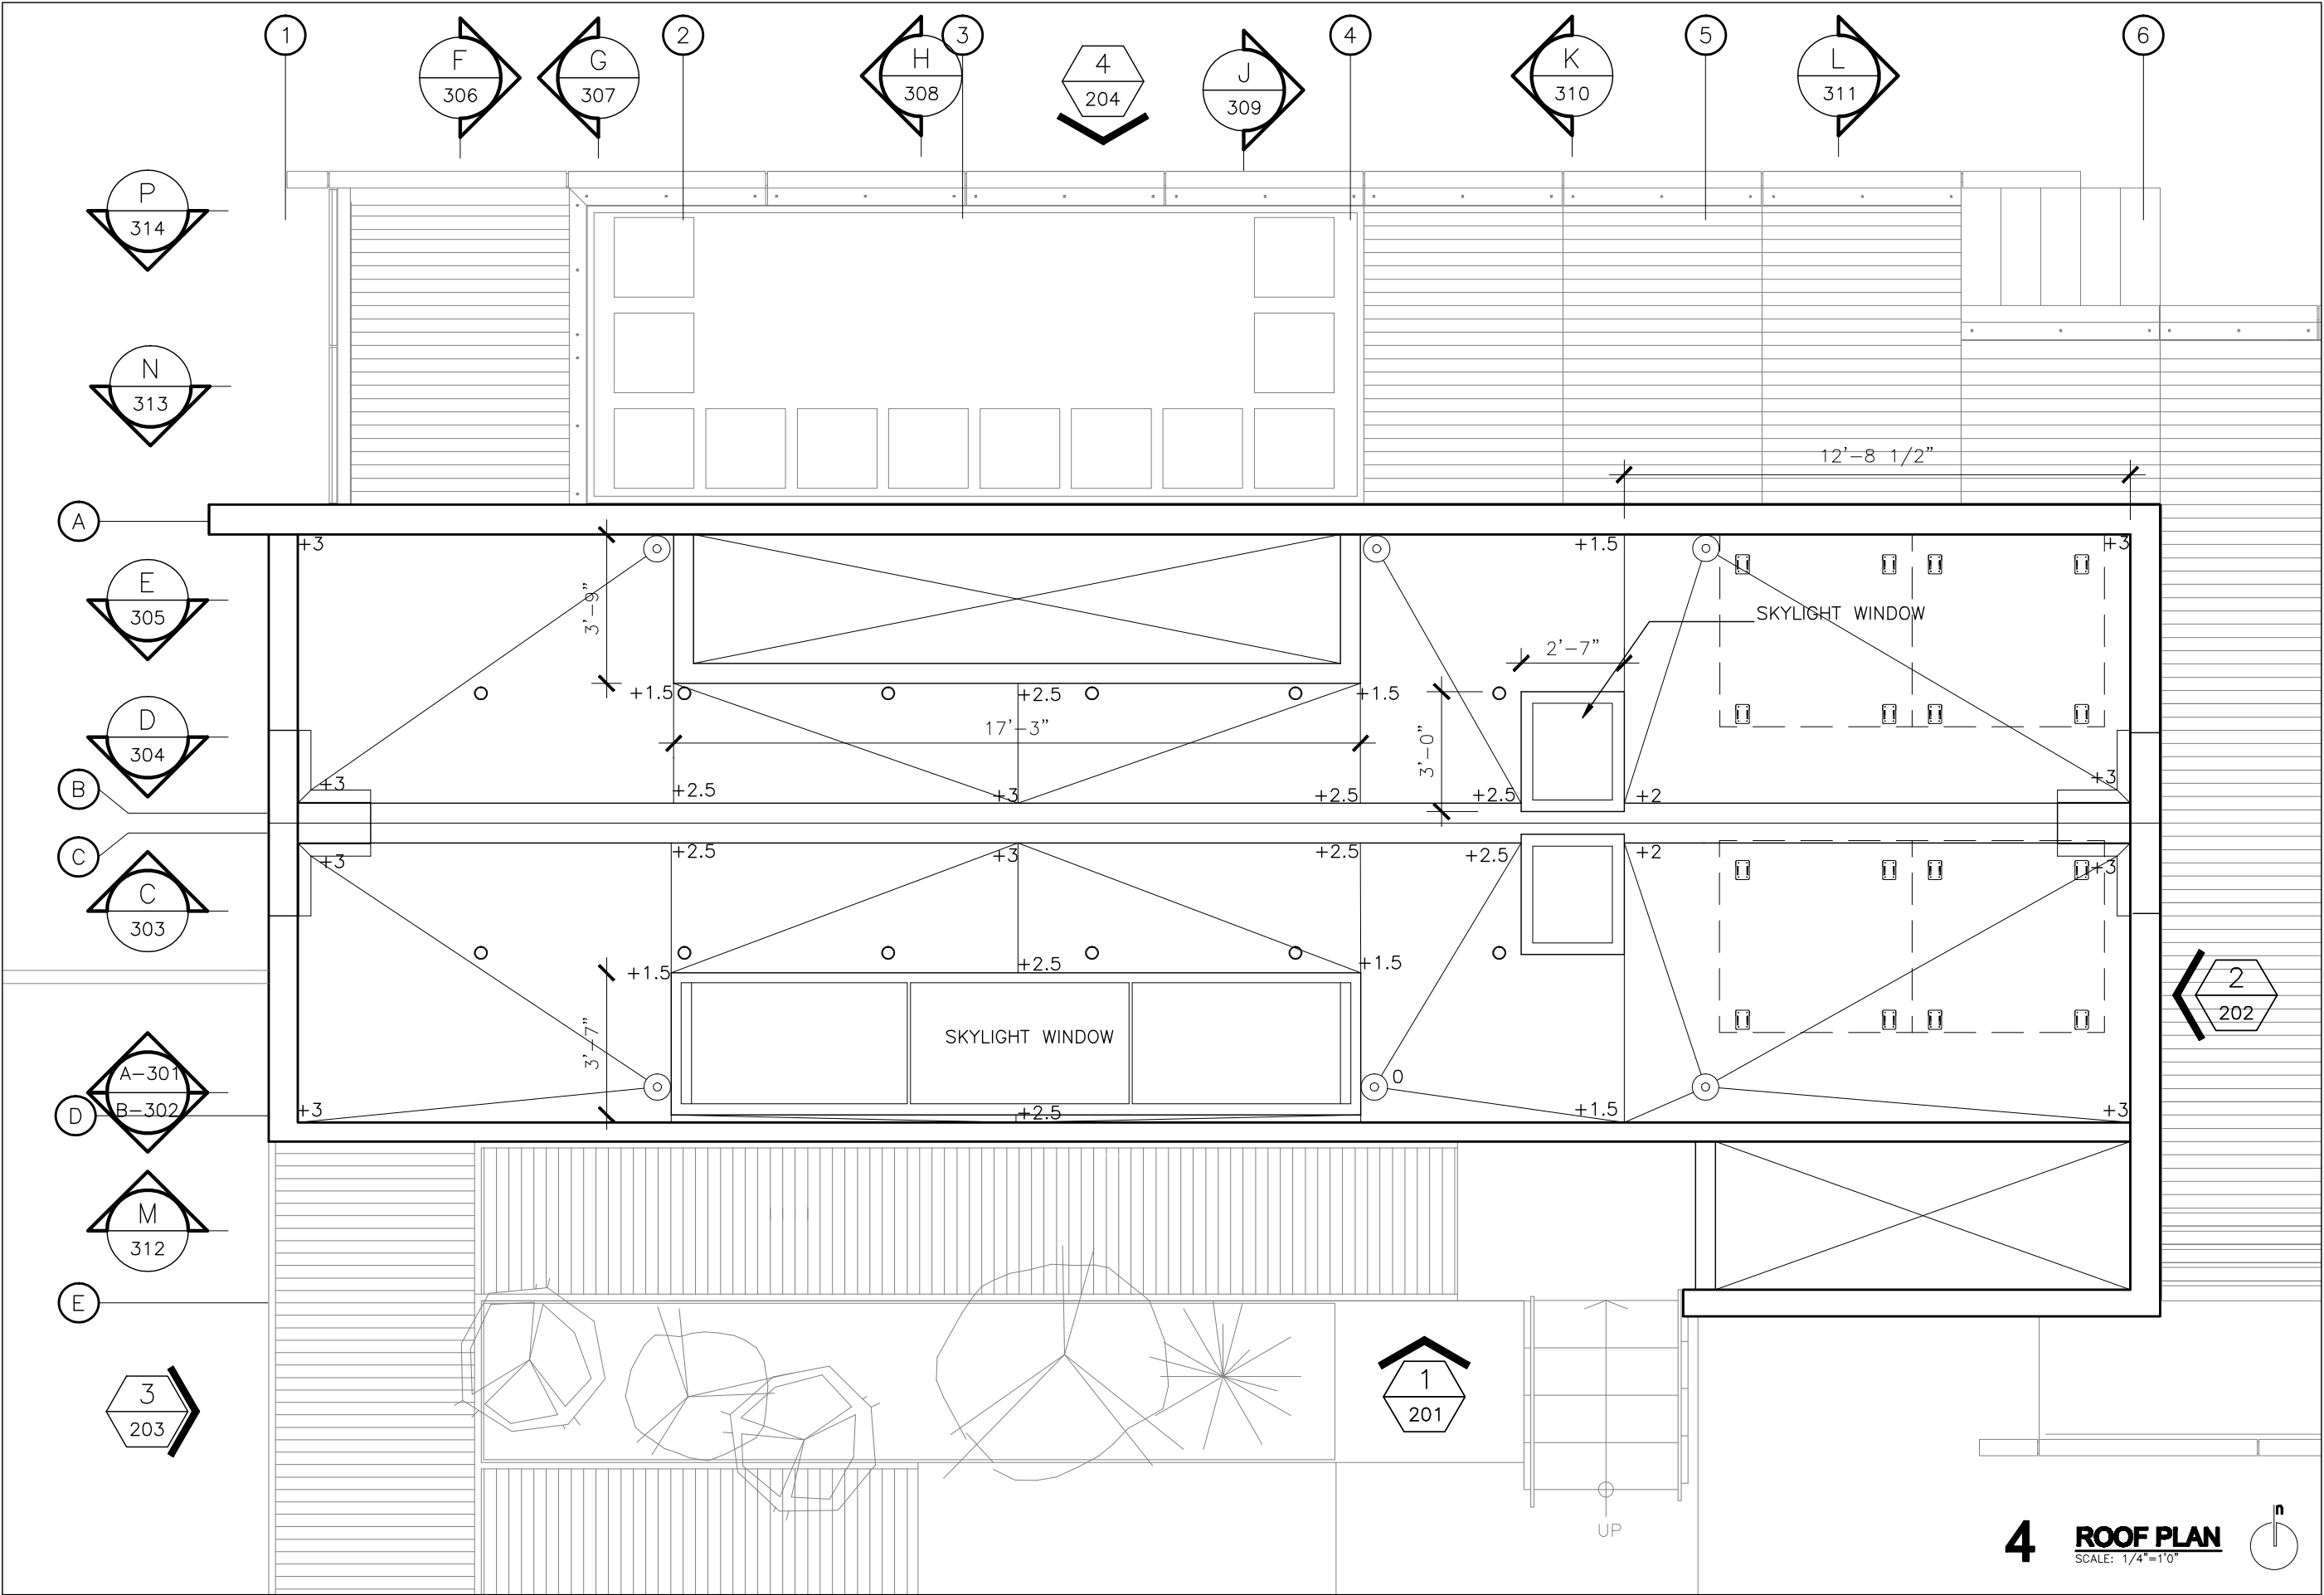 1
2
3
4
5
6
F
306
G
307
H
308
4
204
J
309
K
310
L
311
P
314
N
313
12'-8 1/2"
A
+3
+1.5
+3
E
305
3'-9"
SKYLIGHT WINDOW
2'-7"
+1.5
+2.5
+1.5
D
304
17'-3"
3'-0"
B
+3
+2.5
+3
+2.5
+2.5
+2
+3
C
+3
+2.5
+3
+2.5
+2.5
+2
+3
C
303
+1.5
+2.5
+1.5
2
202
3'-7"
SKYLIGHT WINDOW
A-301
B-302
0
D
+3
+2.5
+1.5
+3
M
312
E
3
203
1
201
UP
n
4
ROOF PLAN
SCALE: 1/4"=1'0"